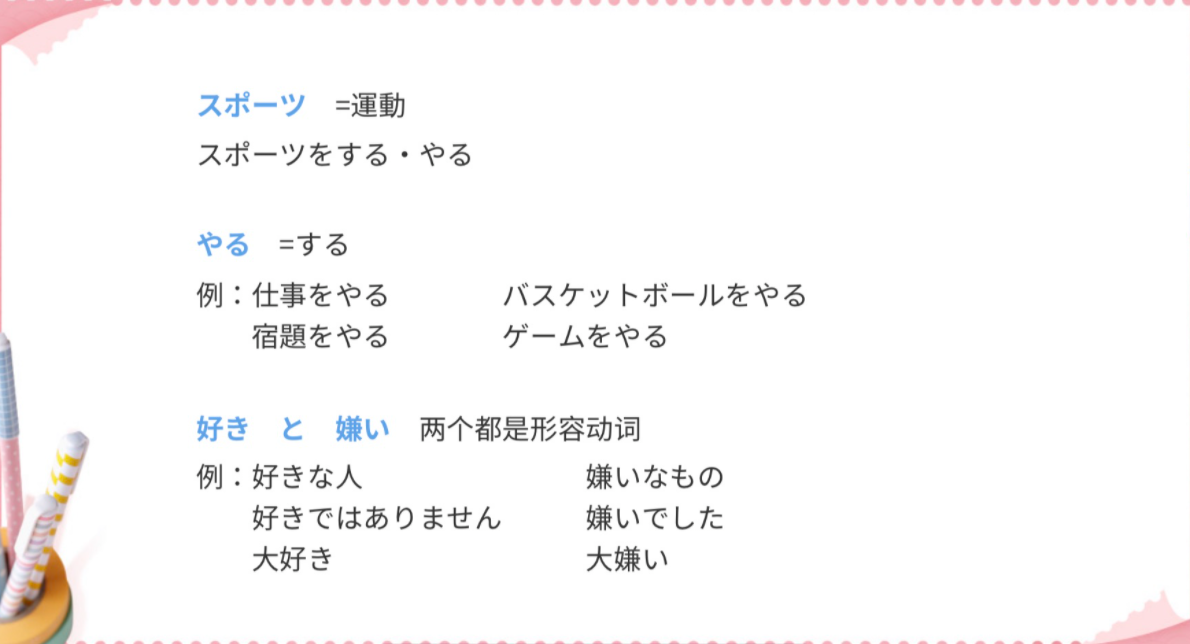 スポーツ　=運動
スポーツをする・やる
やる　=する
例：仕事をやる　　　　バスケットボールをやる
宿題をやる　　　　ゲームをやる
好き　と　嫌い　两个都是形容动词
例：好きな人　　　　嫌いなもの
好きではありません　　　嫌いでした
大好き　　　　大嫌い